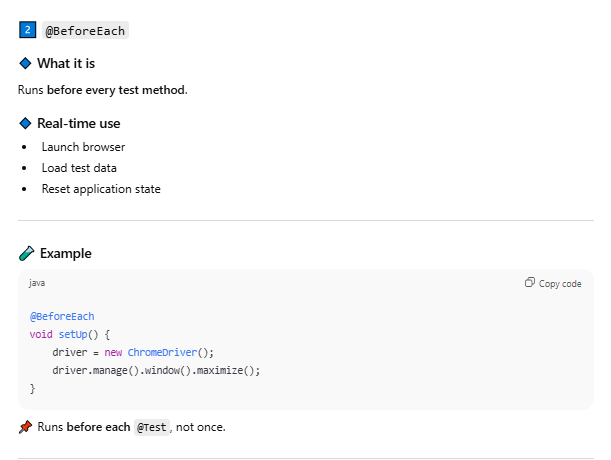 2 @BeforeEach
What it is
Runs before every test method.
Real-time use
• Launch browser
• Load test data
• Reset application state
Example
java
Copy code
@BeforeEach
void setUp() {
    driver = new ChromeDriver();
    driver.manage().window().maximize();
}
Runs before each @Test, not once.